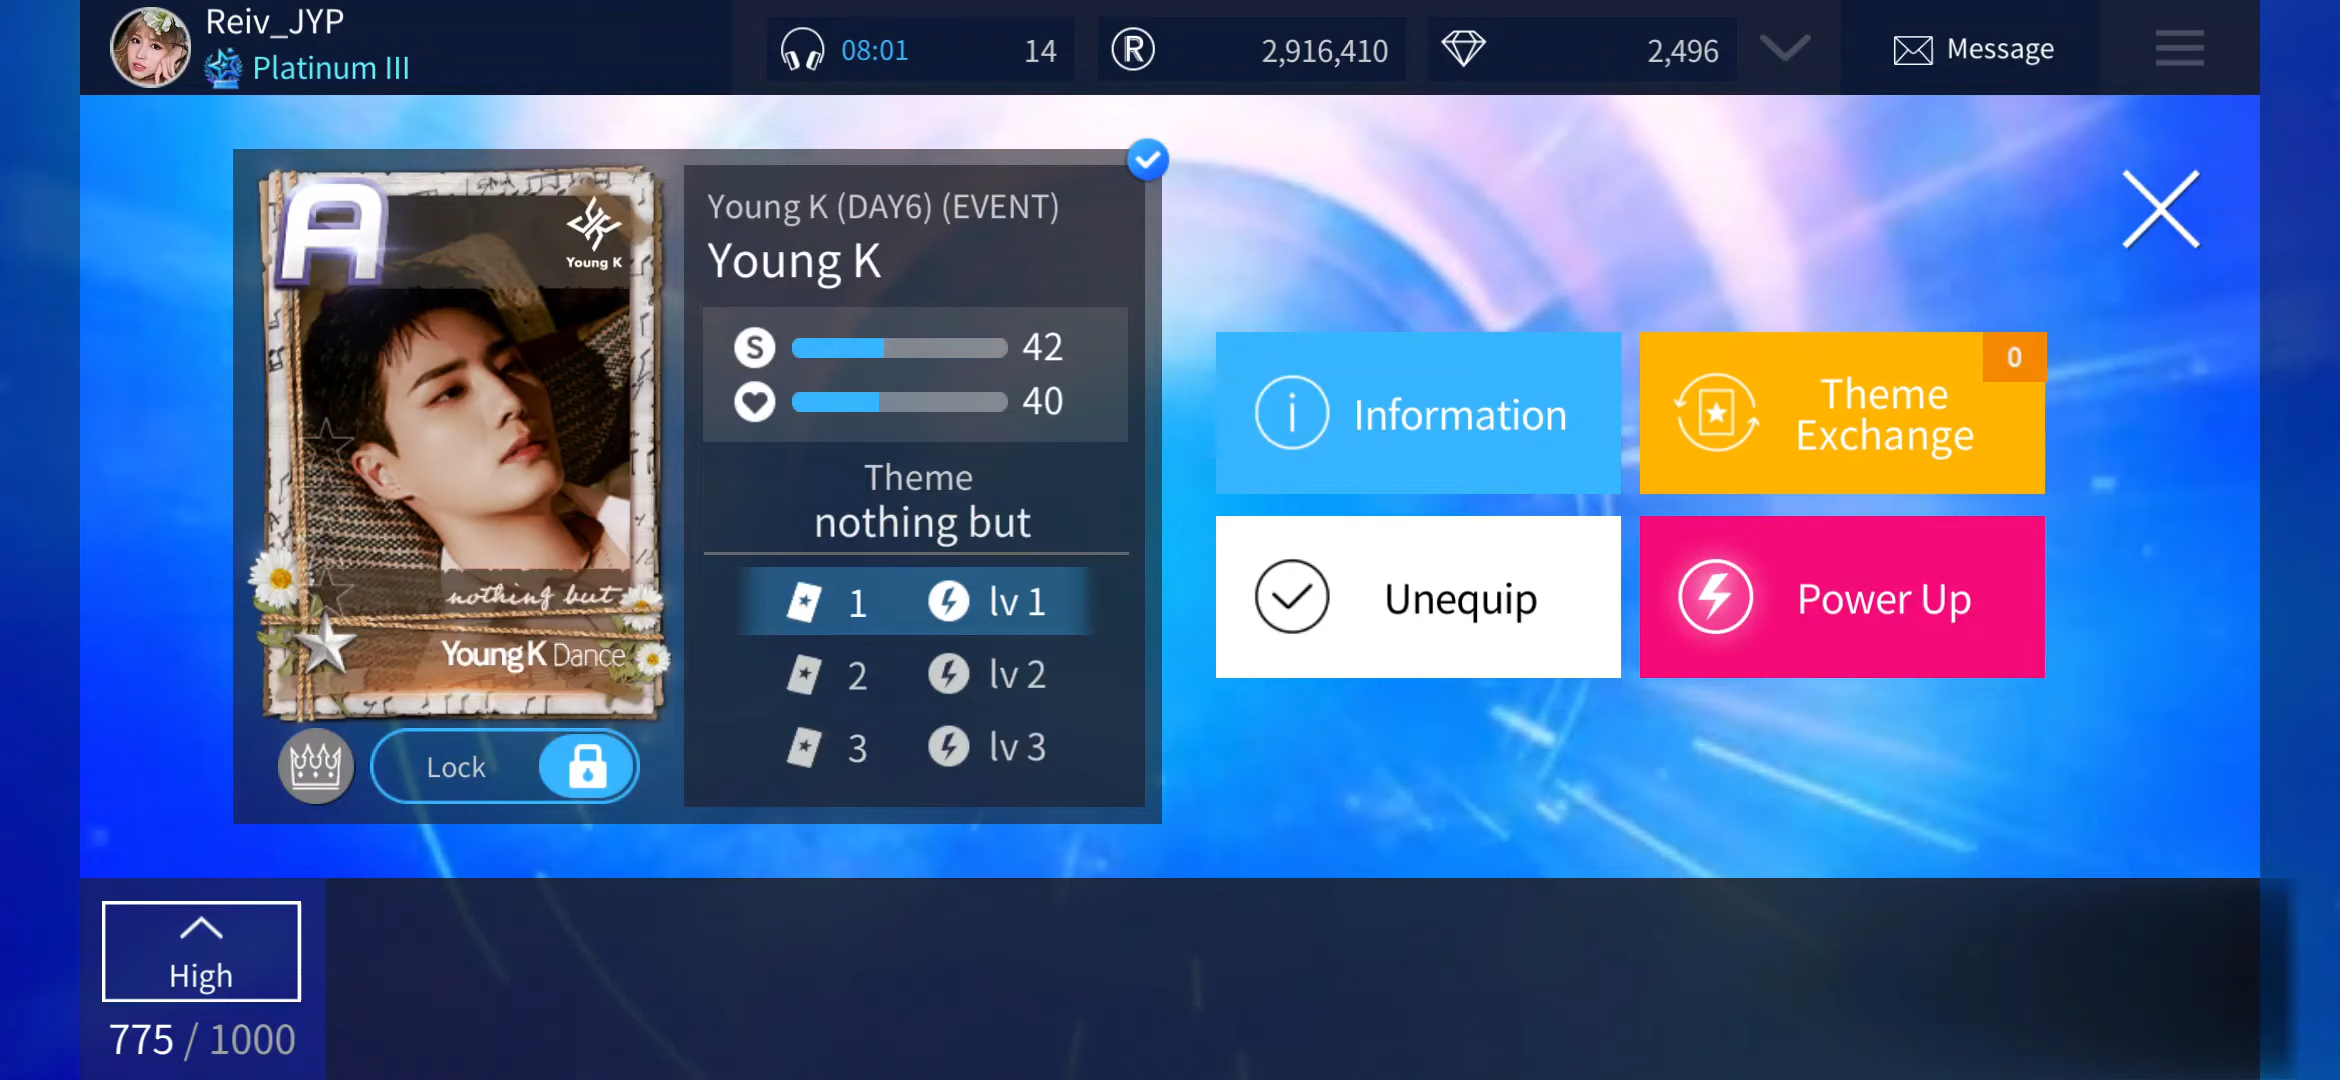 Reiv_JYP
Platinum III
08:01
14
R
2,916,410
2,496
Message
A
Young K
nothing but
Young K Dance
Lock
Young K (DAY6) (EVENT)
Young K
S
42
40
Theme
nothing but
1
lv 1
2
lv 2
3
lv 3
Information
Theme
Exchange
0
Unequip
Power Up
High
775 / 1000